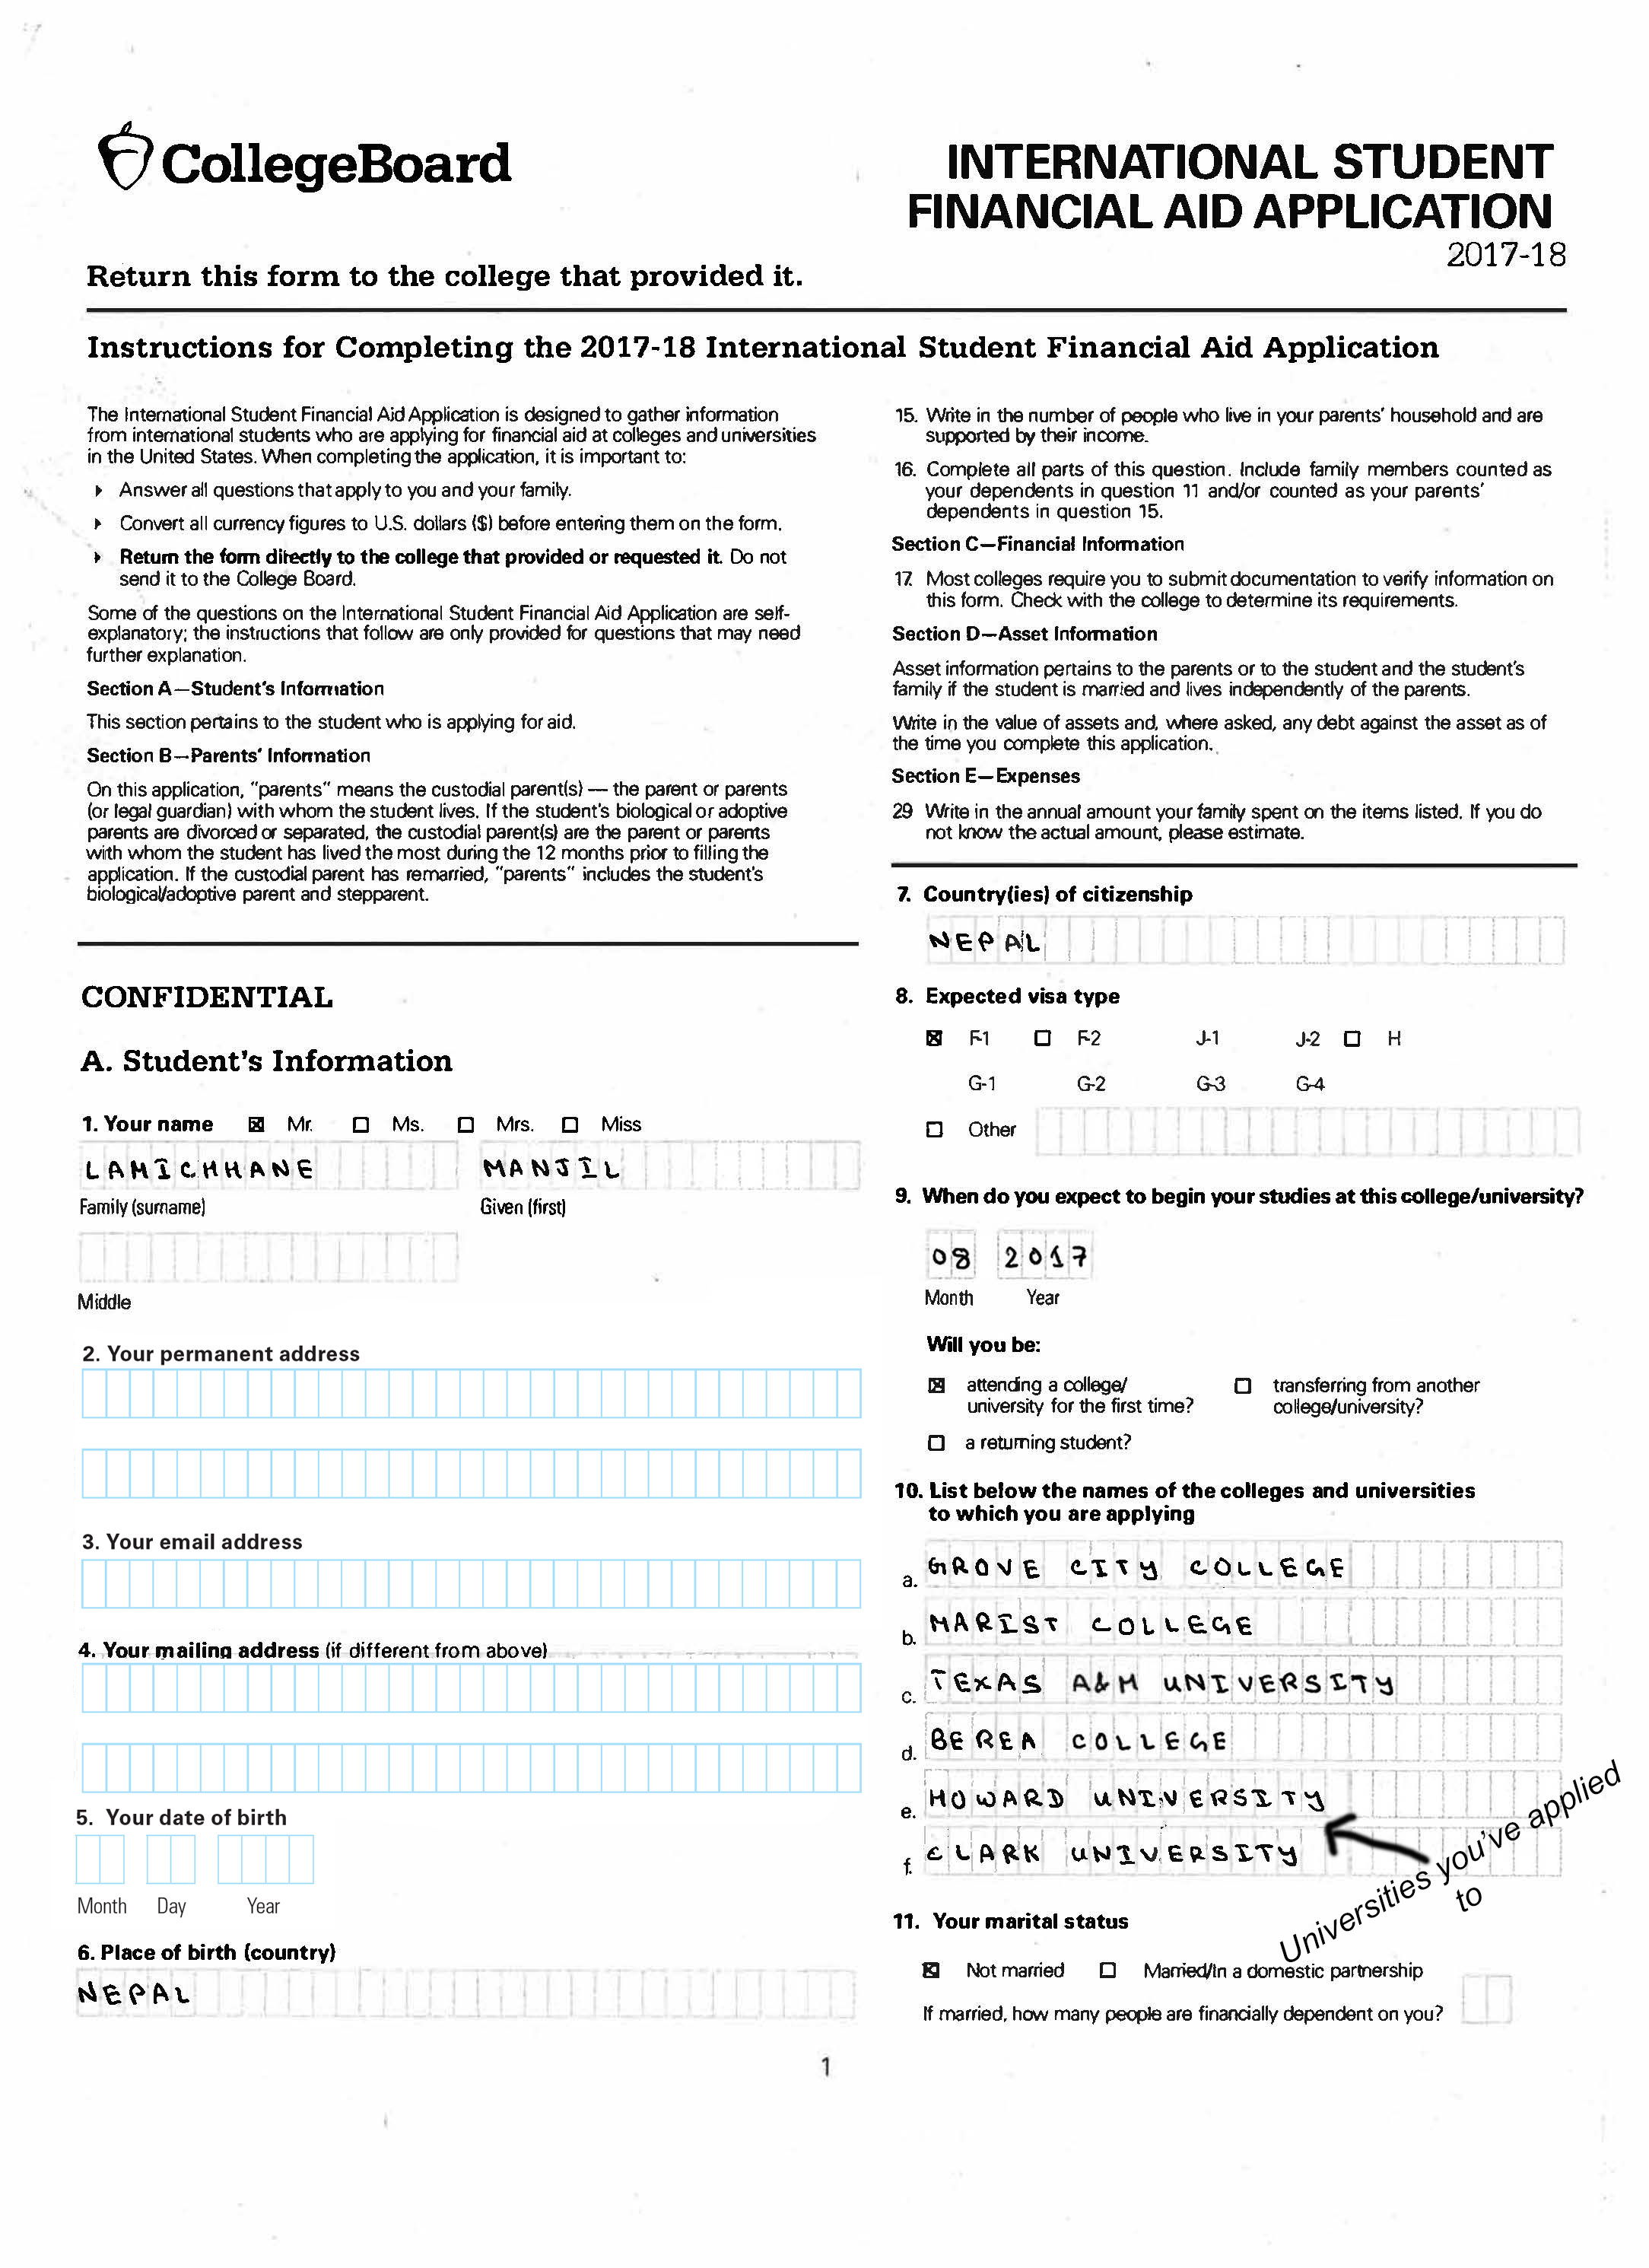 CollegeBoard
INTERNATIONAL STUDENT
FINANCIAL AID APPLICATION
2017-18
Return this form to the college that provided it.
Instructions for Completing the 2017-18 International Student Financial Aid Application
The International Student Financial Aid Application is designed to gather information
from international students who are applying for financial aid at colleges and universities
in the United States. When completing the application, it is important to:
Answer all questions that apply to you and your family.
Convert all currency figures to U.S. dollars ($) before entering them on the form.
Return the form directly to the college that provided or requested it. Do not
send it to the College Board.
Some of the questions on the International Student Financial Aid Application are self-
explanatory; the instructions that follow are only provided for questions that may need
further explanation.
Section A—Student's Information
This section pertains to the student who is applying for aid.
Section B—Parents' Information
On this application, "parents" means the custodial parent(s) — the parent or parents
(or legal guardian) with whom the student lives. If the student's biological or adoptive
parents are divorced or separated, the custodial parent(s) are the parent or parents
with whom the student has lived the most during the 12 months prior to filling the
application. If the custodial parent has remarried, "parents" includes the student's
biological/adoptive parent and stepparent.
15. Write in the number of people who live in your parents' household and are
supported by their income.
16. Complete all parts of this question. Include family members counted as
your dependents in question 11 and/or counted as your parents'
dependents in question 15.
Section C—Financial Information
17. Most colleges require you to submit documentation to verify information on
this form. Check with the college to determine its requirements.
Section D—Asset Information
Asset information pertains to the parents or to the student and the student's
family if the student is married and lives independently of the parents.
Write in the value of assets and, where asked, any debt against the asset as of
the time you complete this application.
Section E—Expenses
29 Write in the annual amount your family spent on the items listed. If you do
not know the actual amount, please estimate.
CONFIDENTIAL
A. Student's Information
1. Your name Mr. Ms. Mrs. Miss
LAMICHHANE MANJIL
Family (surname) Given (first)
Middle
2. Your permanent address
3. Your email address
4. Your mailing address (if different from above)
5. Your date of birth
Month Day Year
6. Place of birth (country)
NEPAL
7. Country(ies) of citizenship
NEPAL
8. Expected visa type
F-1 F-2 J-1 J-2 H
G-1 G-2 G-3 G-4
Other
9. When do you expect to begin your studies at this college/university?
08 2017
Month Year
Will you be:
attending a college/
university for the first time?
transferring from another
college/university?
a returning student?
10. List below the names of the colleges and universities
to which you are applying
a. GROVE CITY COLLEGE
b. MARIST COLLEGE
c. TEXAS A&M UNIVERSITY
d. BEREA COLLEGE
e. HOWARD UNIVERSITY
f. CLARK UNIVERSITY
Universities you've applied
to
11. Your marital status
Not married Married/In a domestic partnership
If married, how many people are financially dependent on you?
1